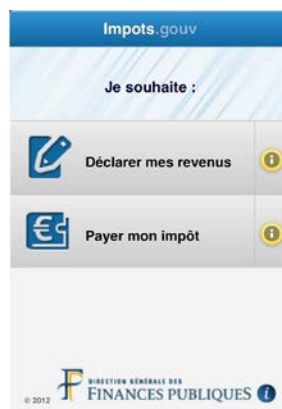 Impots.gouv
Je souhaite :
Déclarer mes revenus
Payer mon impôt
© 2012
DIRECTION GÉNÉRALE DES
FINANCES PUBLIQUES